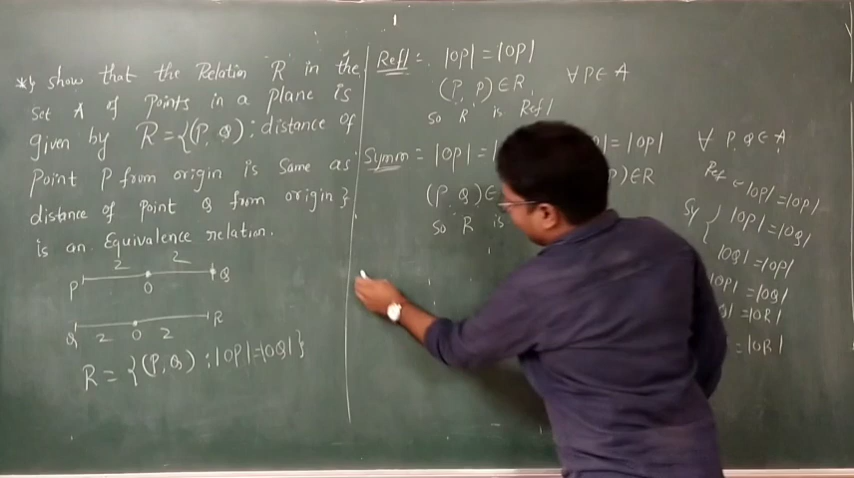 *) show that the Relation R in the
set A of points in a plane is
given by R = {(P, Q) : distance of
Point P from origin is same as
distance of Point Q from origin}
is an Equivalence relation.
2 2
P O Q
2 O 2 R
R = {(P, Q) : |OP| = |OQ|}
Refl :- |OP| = |OP|
(P, P) ∈ R, ∀ P ∈ A
so R is Refl
Symm = |OP| = | | = |OP| ∀ P, Q ∈ A
(P, Q) ∈ P) ∈ R
so R is
Ref |OP| = |OP|
Sy { |OP| = |OQ|
|OQ| = |OP|
|OP| = |OQ|
| = |OR|
= |OR|